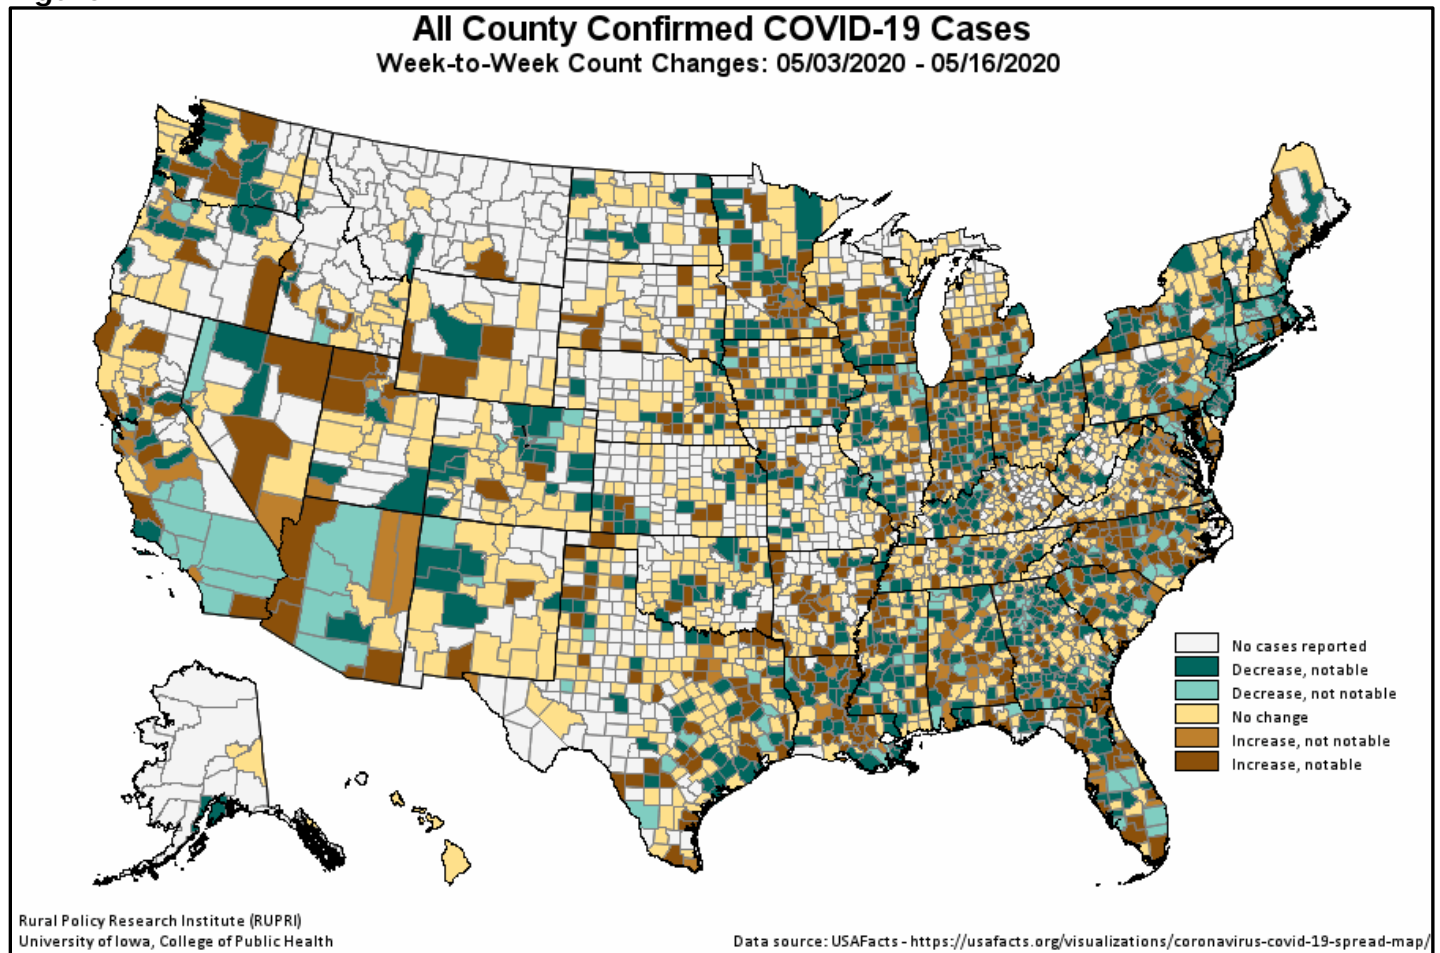 All County Confirmed COVID-19 Cases
Week-to-Week Count Changes: 05/03/2020 - 05/16/2020
No cases reported
Decrease, notable
Decrease, not notable
No change
Increase, not notable
Increase, notable
Rural Policy Research Institute (RUPRI)
University of Iowa, College of Public Health
Data source: USAFacts - https://usafacts.org/visualizations/coronavirus-covid-19-spread-map/